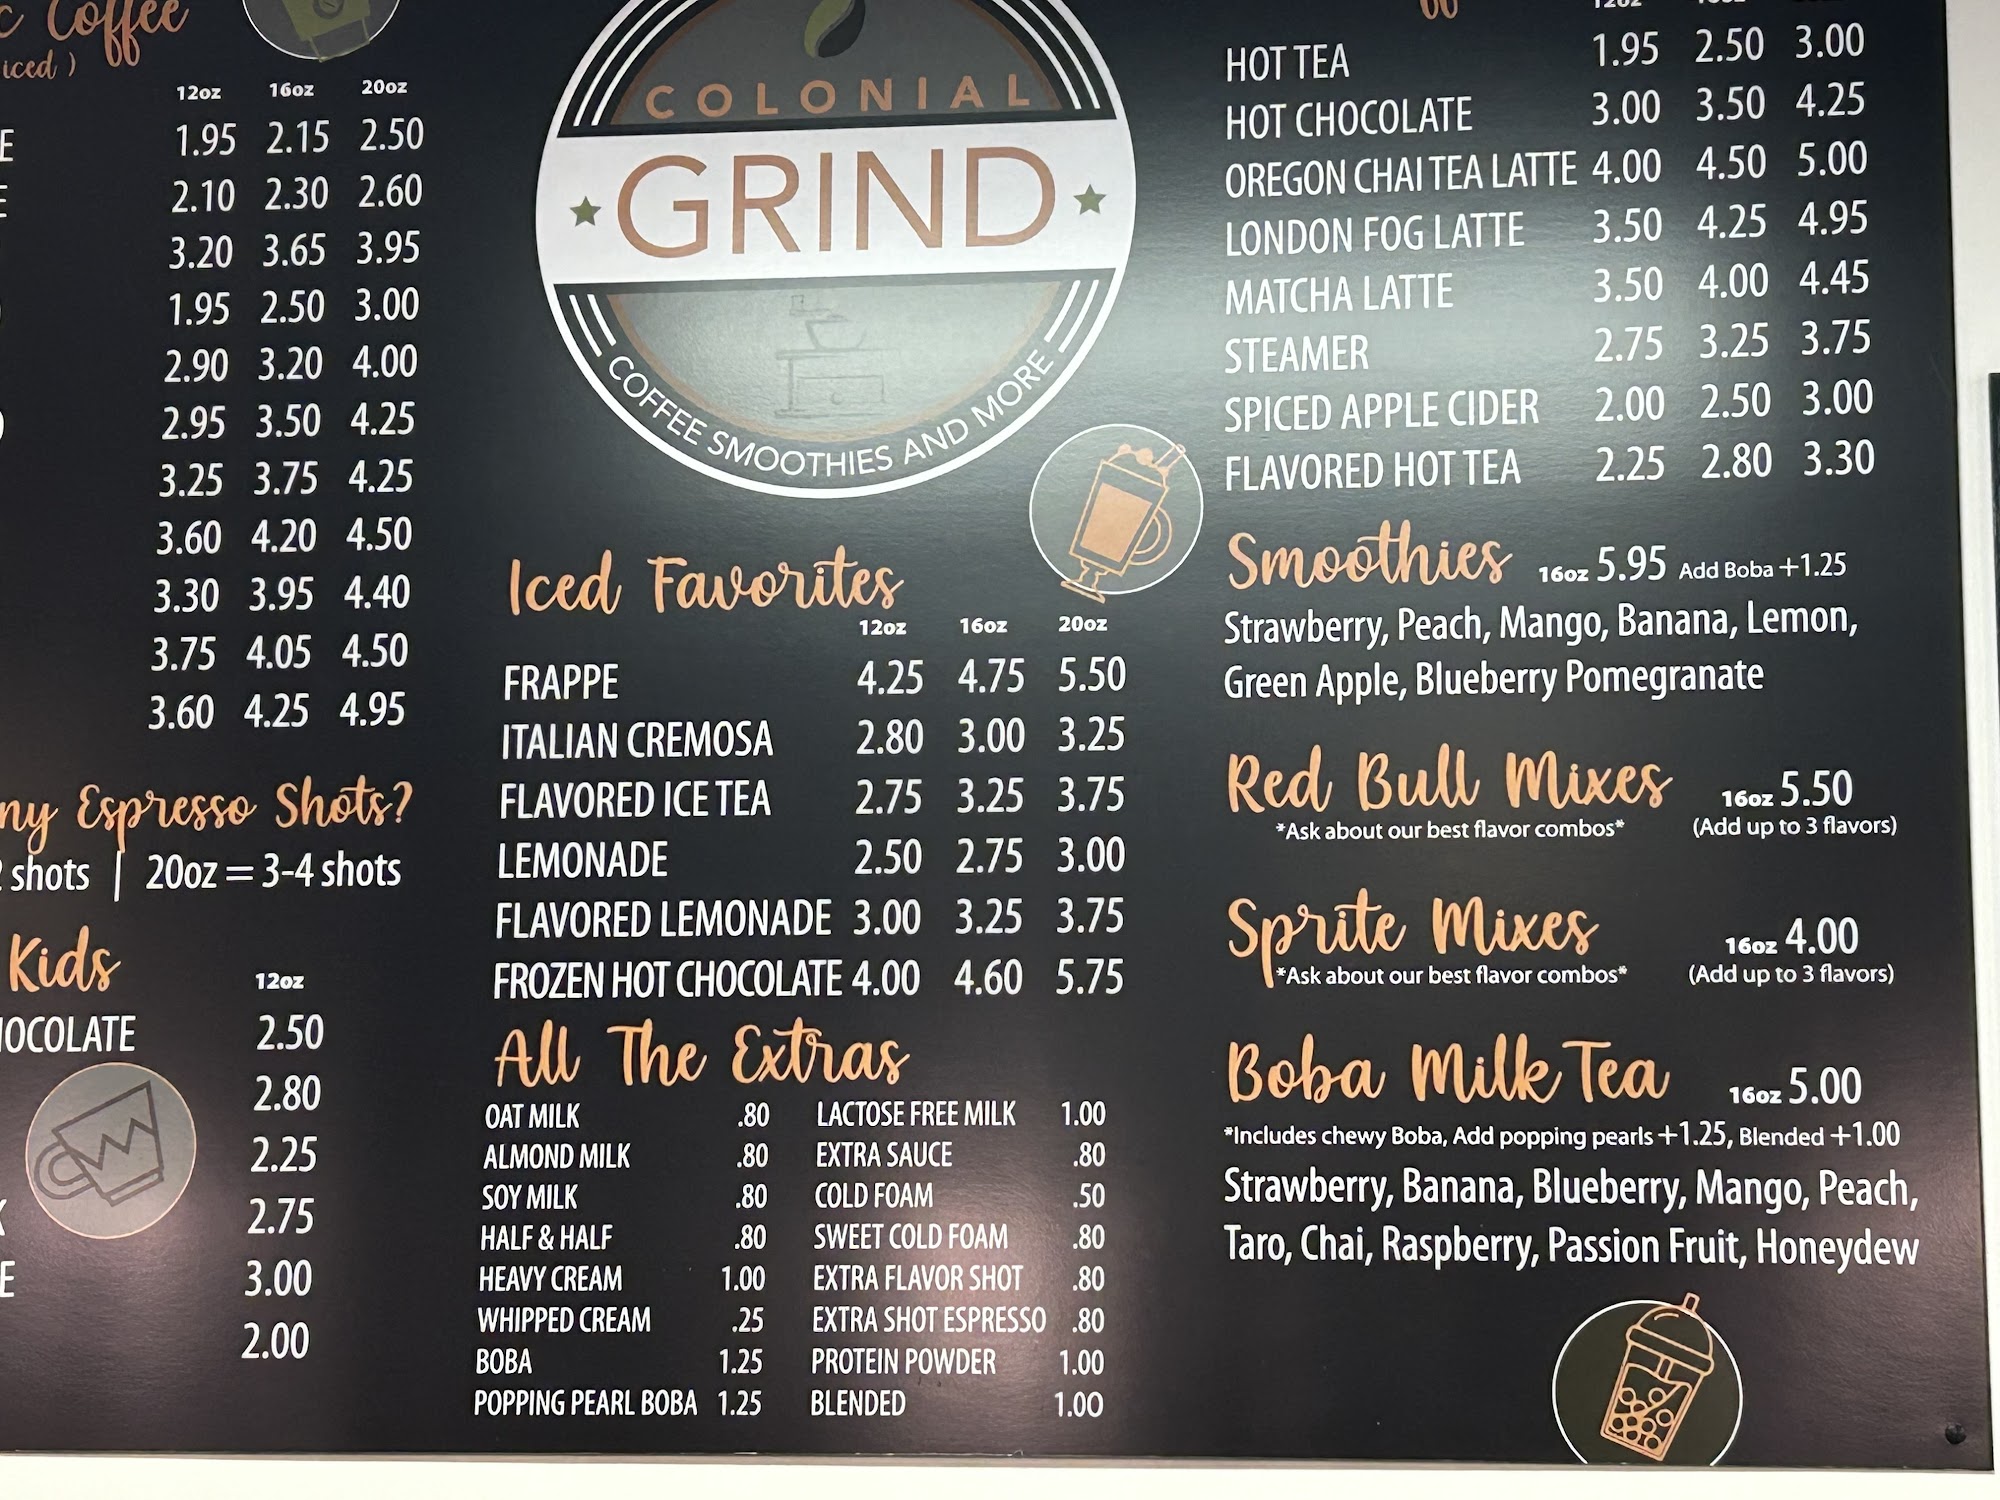 Coffee
iced )
12oz 16oz 20oz
1.95 2.15 2.50
2.10 2.30 2.60
3.20 3.65 3.95
1.95 2.50 3.00
2.90 3.20 4.00
2.95 3.50 4.25
3.25 3.75 4.25
3.60 4.20 4.50
3.30 3.95 4.40
3.75 4.05 4.50
3.60 4.25 4.95
ny Espresso Shots?
2 shots | 20oz = 3-4 shots
Kids 12oz
HOCOLATE 2.50
2.80
2.25
2.75
E 3.00
2.00
COLONIAL
GRIND
COFFEE SMOOTHIES AND MORE
Iced Favorites
12oz 16oz 20oz
FRAPPE 4.25 4.75 5.50
ITALIAN CREMOSA 2.80 3.00 3.25
FLAVORED ICE TEA 2.75 3.25 3.75
LEMONADE 2.50 2.75 3.00
FLAVORED LEMONADE 3.00 3.25 3.75
FROZEN HOT CHOCOLATE 4.00 4.60 5.75
All The Extras
OAT MILK .80 LACTOSE FREE MILK 1.00
ALMOND MILK .80 EXTRA SAUCE .80
SOY MILK .80 COLD FOAM .50
HALF & HALF .80 SWEET COLD FOAM .80
HEAVY CREAM 1.00 EXTRA FLAVOR SHOT .80
WHIPPED CREAM .25 EXTRA SHOT ESPRESSO .80
BOBA 1.25 PROTEIN POWDER 1.00
POPPING PEARL BOBA 1.25 BLENDED 1.00
HOT TEA 1.95 2.50 3.00
HOT CHOCOLATE 3.00 3.50 4.25
OREGON CHAI TEA LATTE 4.00 4.50 5.00
LONDON FOG LATTE 3.50 4.25 4.95
MATCHA LATTE 3.50 4.00 4.45
STEAMER 2.75 3.25 3.75
SPICED APPLE CIDER 2.00 2.50 3.00
FLAVORED HOT TEA 2.25 2.80 3.30
Smoothies 16oz 5.95 Add Boba +1.25
Strawberry, Peach, Mango, Banana, Lemon,
Green Apple, Blueberry Pomegranate
Red Bull Mixes 16oz 5.50
*Ask about our best flavor combos* (Add up to 3 flavors)
Sprite Mixes 16oz 4.00
*Ask about our best flavor combos* (Add up to 3 flavors)
Boba Milk Tea 16oz 5.00
*Includes chewy Boba, Add popping pearls +1.25, Blended +1.00
Strawberry, Banana, Blueberry, Mango, Peach,
Taro, Chai, Raspberry, Passion Fruit, Honeydew